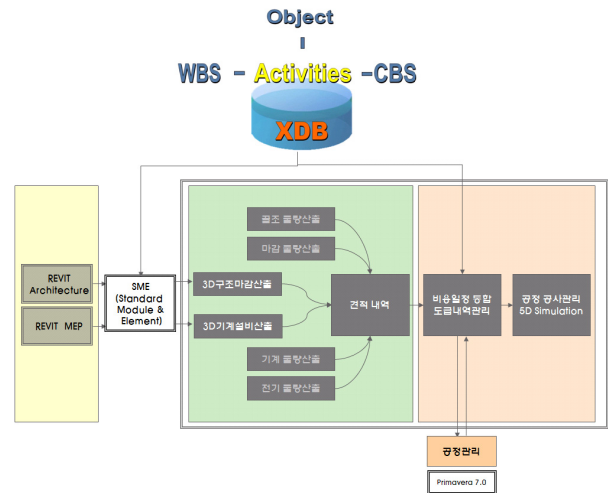 Object
WBS - Activities -CBS
XDB
골조 물량산출
마감 물량산출
REVIT
Architecture
REVIT MEP
SME
(Standard
Module &
Element)
3D구조마감산출
3D기계설비산출
견적 내역
비용일정 통합
도급내역관리
공정 공사관리
5D Simulation
기계 물량산출
전기 물량산출
공정관리
Primavera 7.0